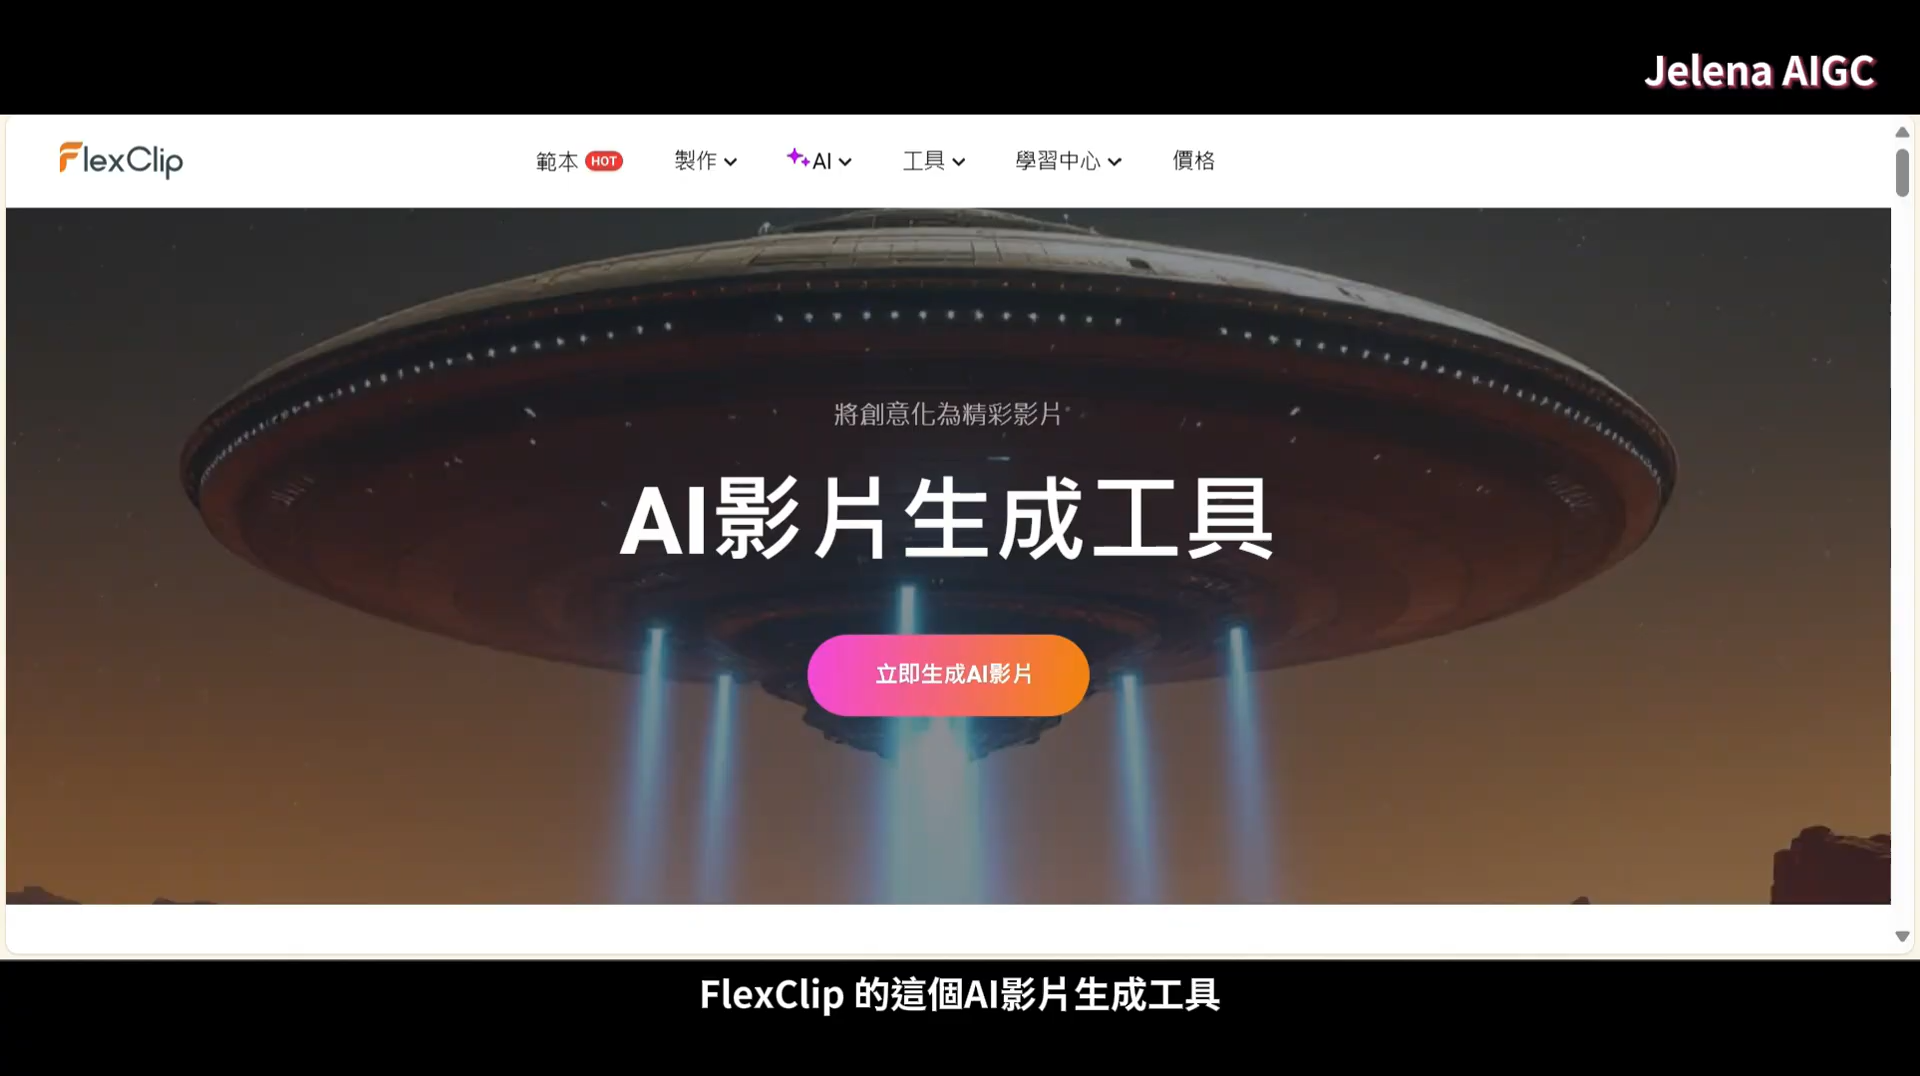 Jelena AIGC
FlexClip
範本 HOT 製作 AI 工具 學習中心 價格
將創意化為精彩影片
AI影片生成工具
立即生成AI影片
FlexClip 的這個AI影片生成工具